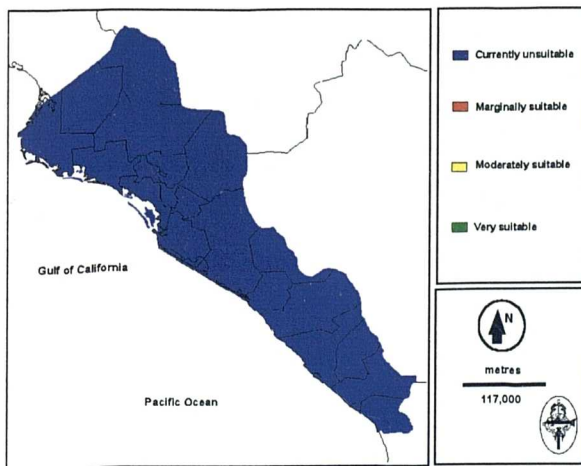 Currently unsuitable
Marginally suitable
Moderately suitable
Very suitable
Gulf of California
Pacific Ocean
N
metres
117,000